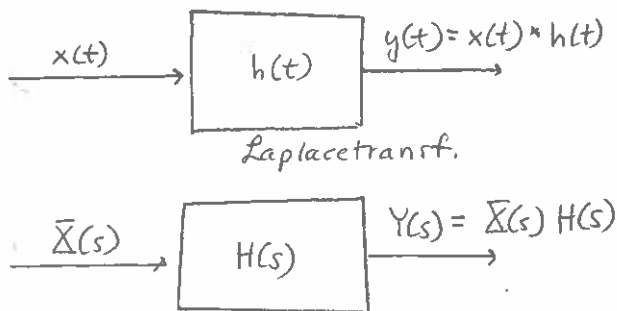 x(t) h(t) y(t) = x(t) * h(t)
Laplacetransf.
X(s) H(s) Y(s) = X(s) H(s)